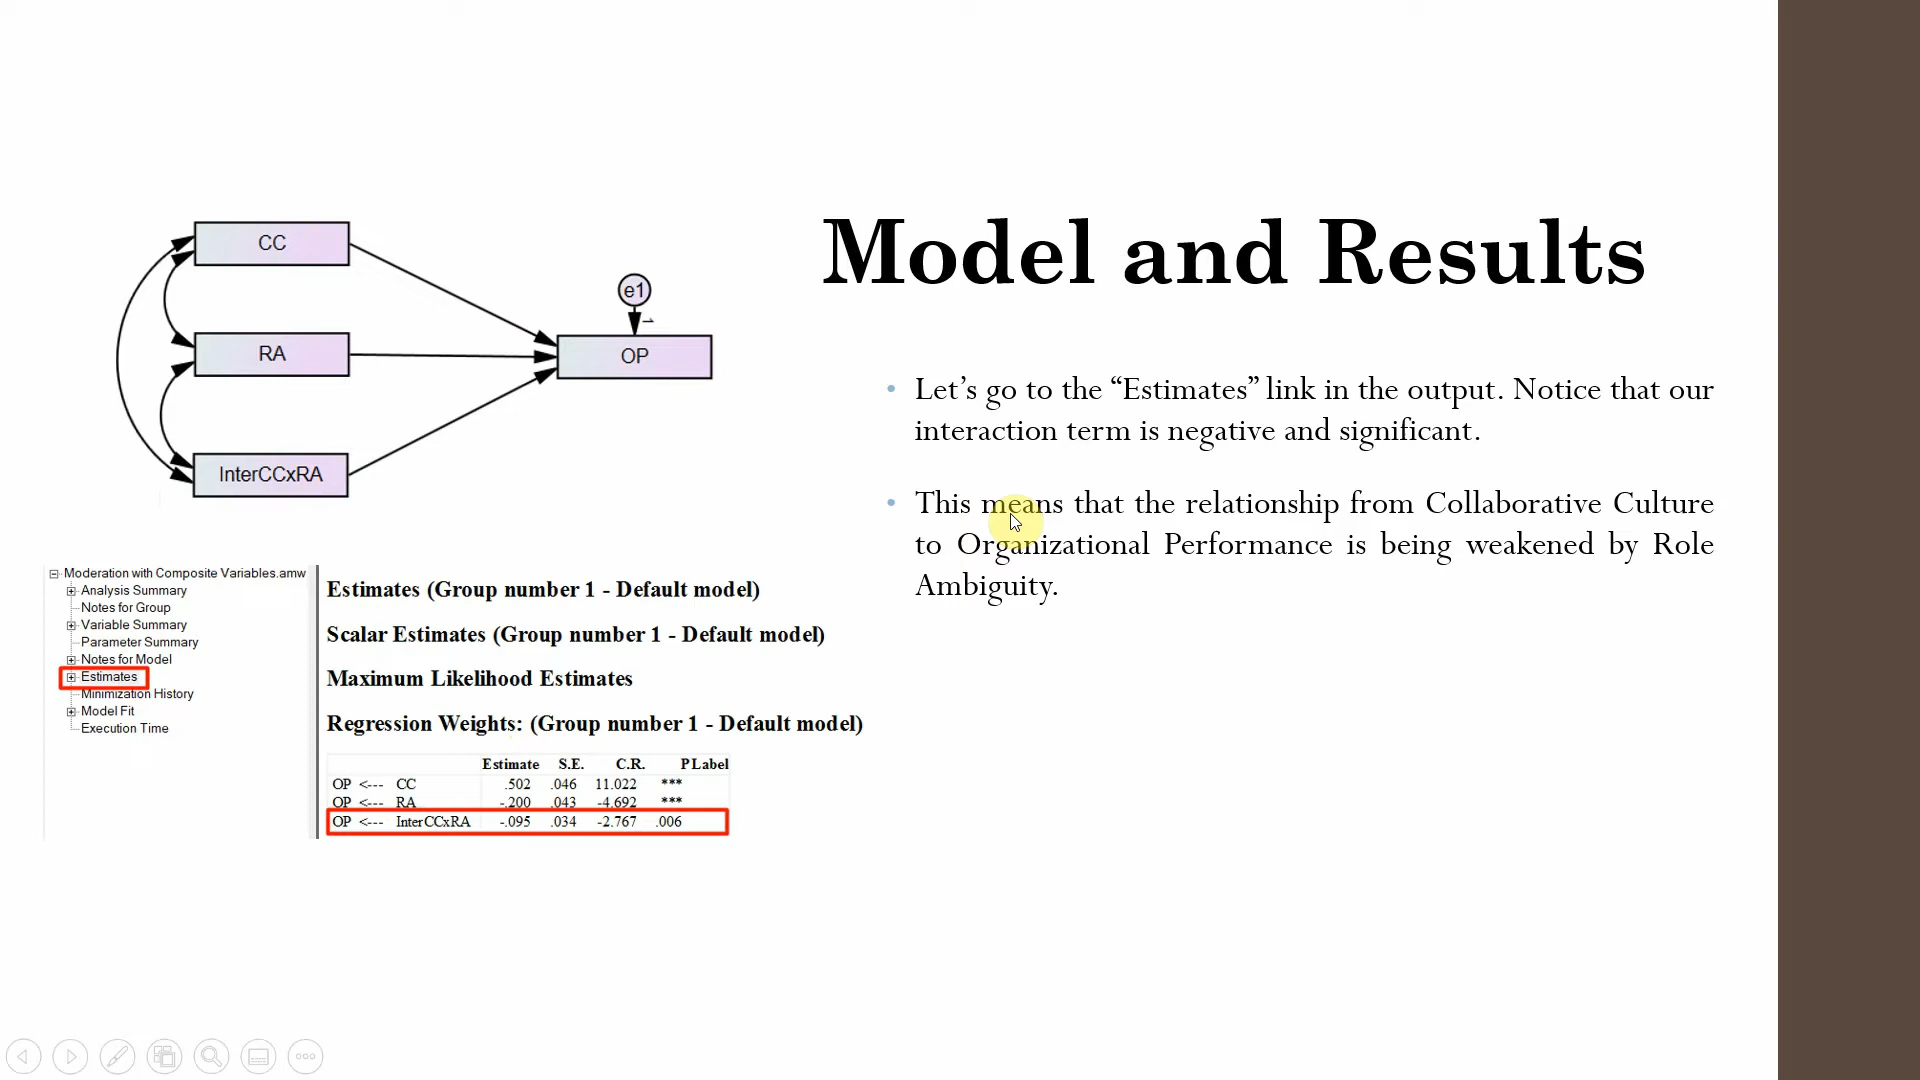 CC
e1
1
RA
OP
InterCCxRA
Model and Results
• Let’s go to the “Estimates” link in the output. Notice that our
interaction term is negative and significant.
• This means that the relationship from Collaborative Culture
to Organizational Performance is being weakened by Role
Ambiguity.
Moderation with Composite Variables.amw
Analysis Summary
Notes for Group
Variable Summary
Parameter Summary
Notes for Model
Estimates
Minimization History
Model Fit
Execution Time
Estimates (Group number 1 - Default model)
Scalar Estimates (Group number 1 - Default model)
Maximum Likelihood Estimates
Regression Weights: (Group number 1 - Default model)
Estimate S.E. C.R. P Label
OP <--- CC .502 .046 11.022 ***
OP <--- RA -.200 .043 -4.692 ***
OP <--- InterCCxRA -.095 .034 -2.767 .006